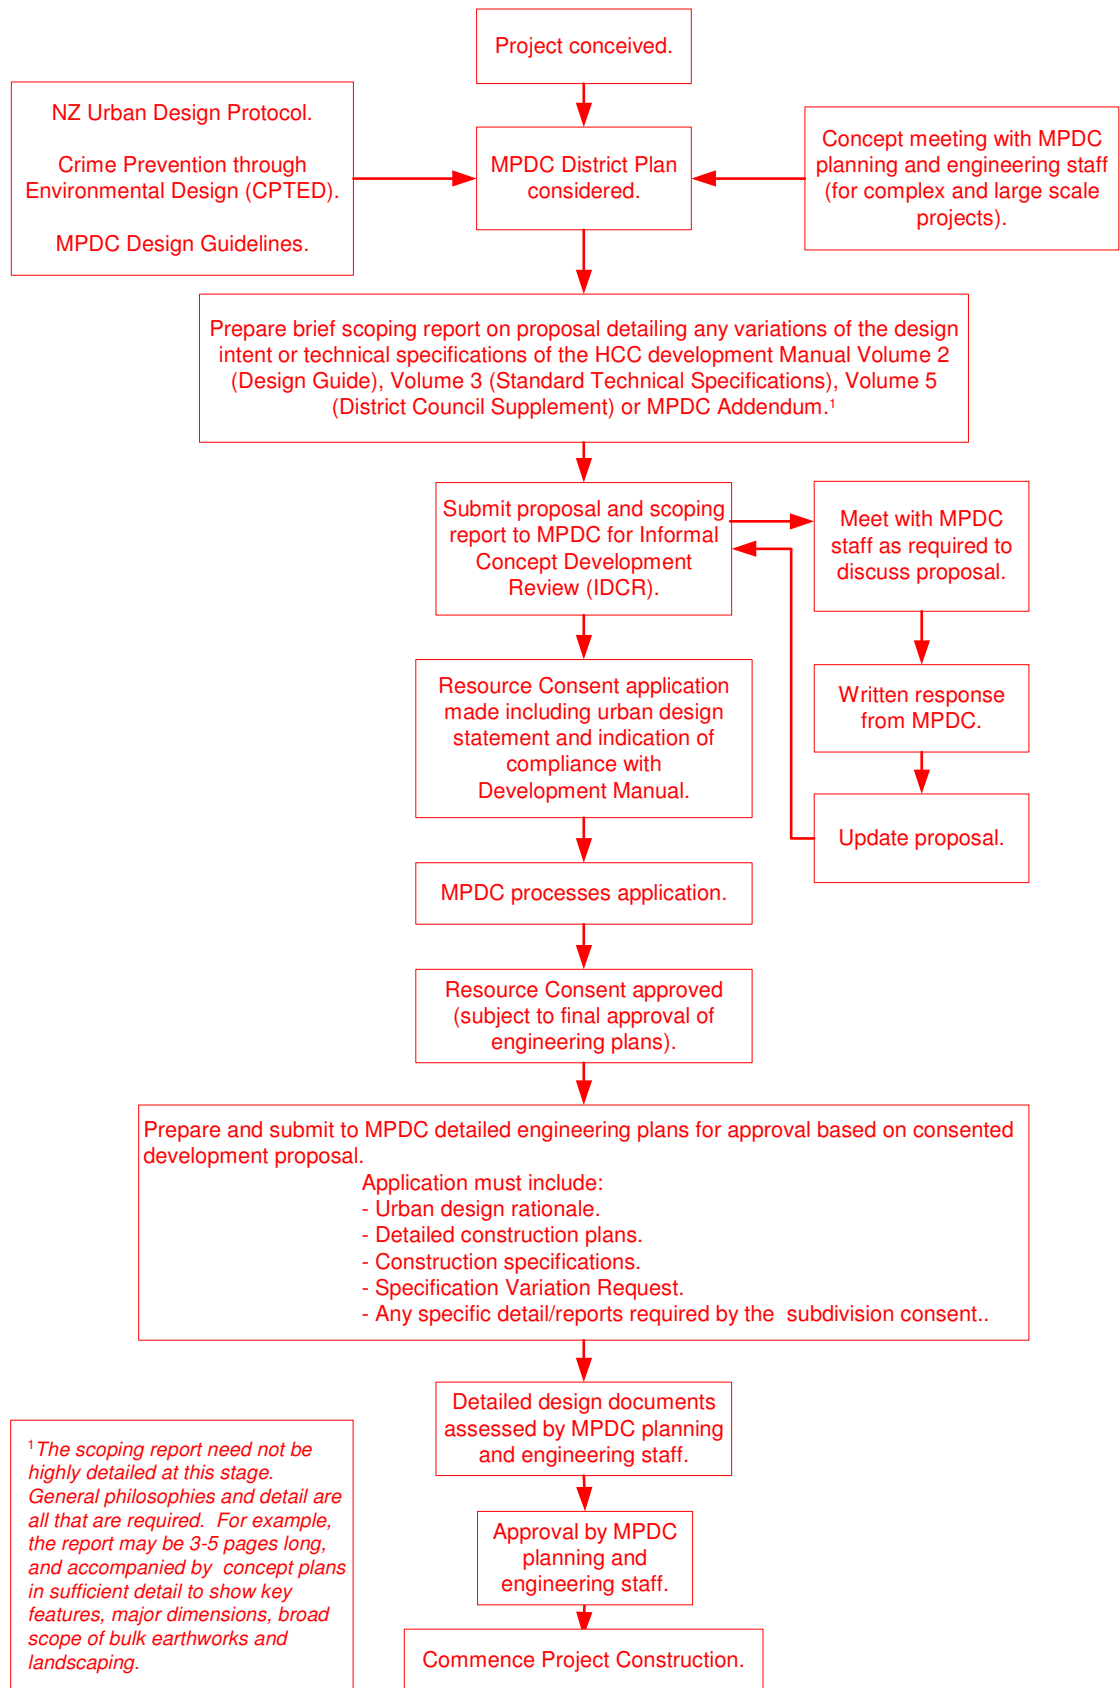 Project conceived.
NZ Urban Design Protocol.
Crime Prevention through
Environmental Design (CPTED).
MPDC Design Guidelines.
MPDC District Plan
considered.
Concept meeting with MPDC
planning and engineering staff
(for complex and large scale
projects).
Prepare brief scoping report on proposal detailing any variations of the design
intent or technical specifications of the HCC development Manual Volume 2
(Design Guide), Volume 3 (Standard Technical Specifications), Volume 5
(District Council Supplement) or MPDC Addendum.¹
Submit proposal and scoping
report to MPDC for Informal
Concept Development
Review (IDCR).
Meet with MPDC
staff as required to
discuss proposal.
Written response
from MPDC.
Update proposal.
Resource Consent application
made including urban design
statement and indication of
compliance with
Development Manual.
MPDC processes application.
Resource Consent approved
(subject to final approval of
engineering plans).
Prepare and submit to MPDC detailed engineering plans for approval based on consented
development proposal.
Application must include:
- Urban design rationale.
- Detailed construction plans.
- Construction specifications.
- Specification Variation Request.
- Any specific detail/reports required by the  subdivision consent..
Detailed design documents
assessed by MPDC planning
and engineering staff.
Approval by MPDC
planning and
engineering staff.
Commence Project Construction.
¹ The scoping report need not be
highly detailed at this stage.
General philosophies and detail are
all that are required.  For example,
the report may be 3-5 pages long,
and accompanied by  concept plans
in sufficient detail to show key
features, major dimensions, broad
scope of bulk earthworks and
landscaping.